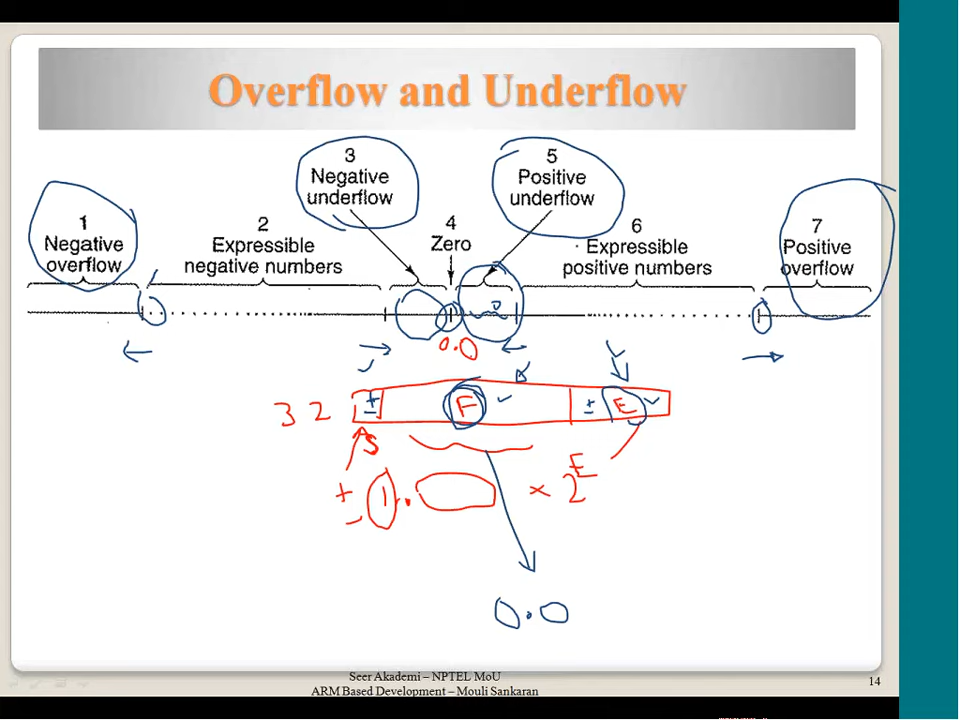 Overflow and Underflow
3
Negative
underflow
5
Positive
underflow
1
Negative
overflow
2
Expressible
negative numbers
4
Zero
6
Expressible
positive numbers
7
Positive
overflow
0.0
32 ± F ± E
S
± 1. × 2^E
0.0
Seer Akademi – NPTEL MoU
ARM Based Development – Mouli Sankaran
14